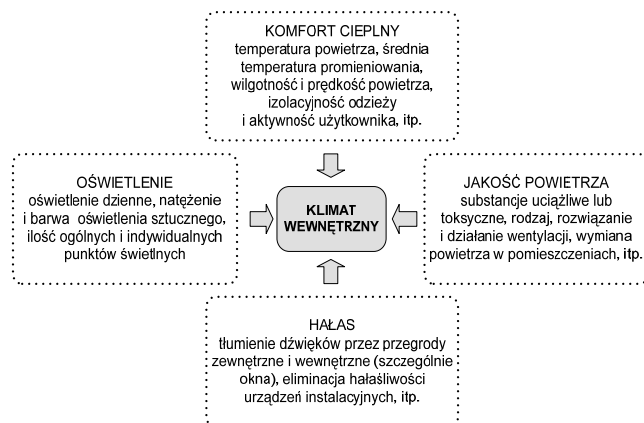 KOMFORT CIEPLNY
temperatura powietrza, średnia
temperatura promieniowania,
wilgotność i prędkość powietrza,
izolacyjność odzieży
i aktywność użytkownika, itp.
OŚWIETLENIE
oświetlenie dzienne, natężenie
i barwa oświetlenia sztucznego,
ilość ogólnych i indywidualnych
punktów świetlnych
KLIMAT
WEWNĘTRZNY
JAKOŚĆ POWIETRZA
substancje uciążliwe lub
toksyczne, rodzaj, rozwiązanie
i działanie wentylacji, wymiana
powietrza w pomieszczeniach, itp.
HAŁAS
tłumienie dźwięków przez przegrody
zewnętrzne i wewnętrzne (szczególnie
okna), eliminacja hałaśliwości
urządzeń instalacyjnych, itp.